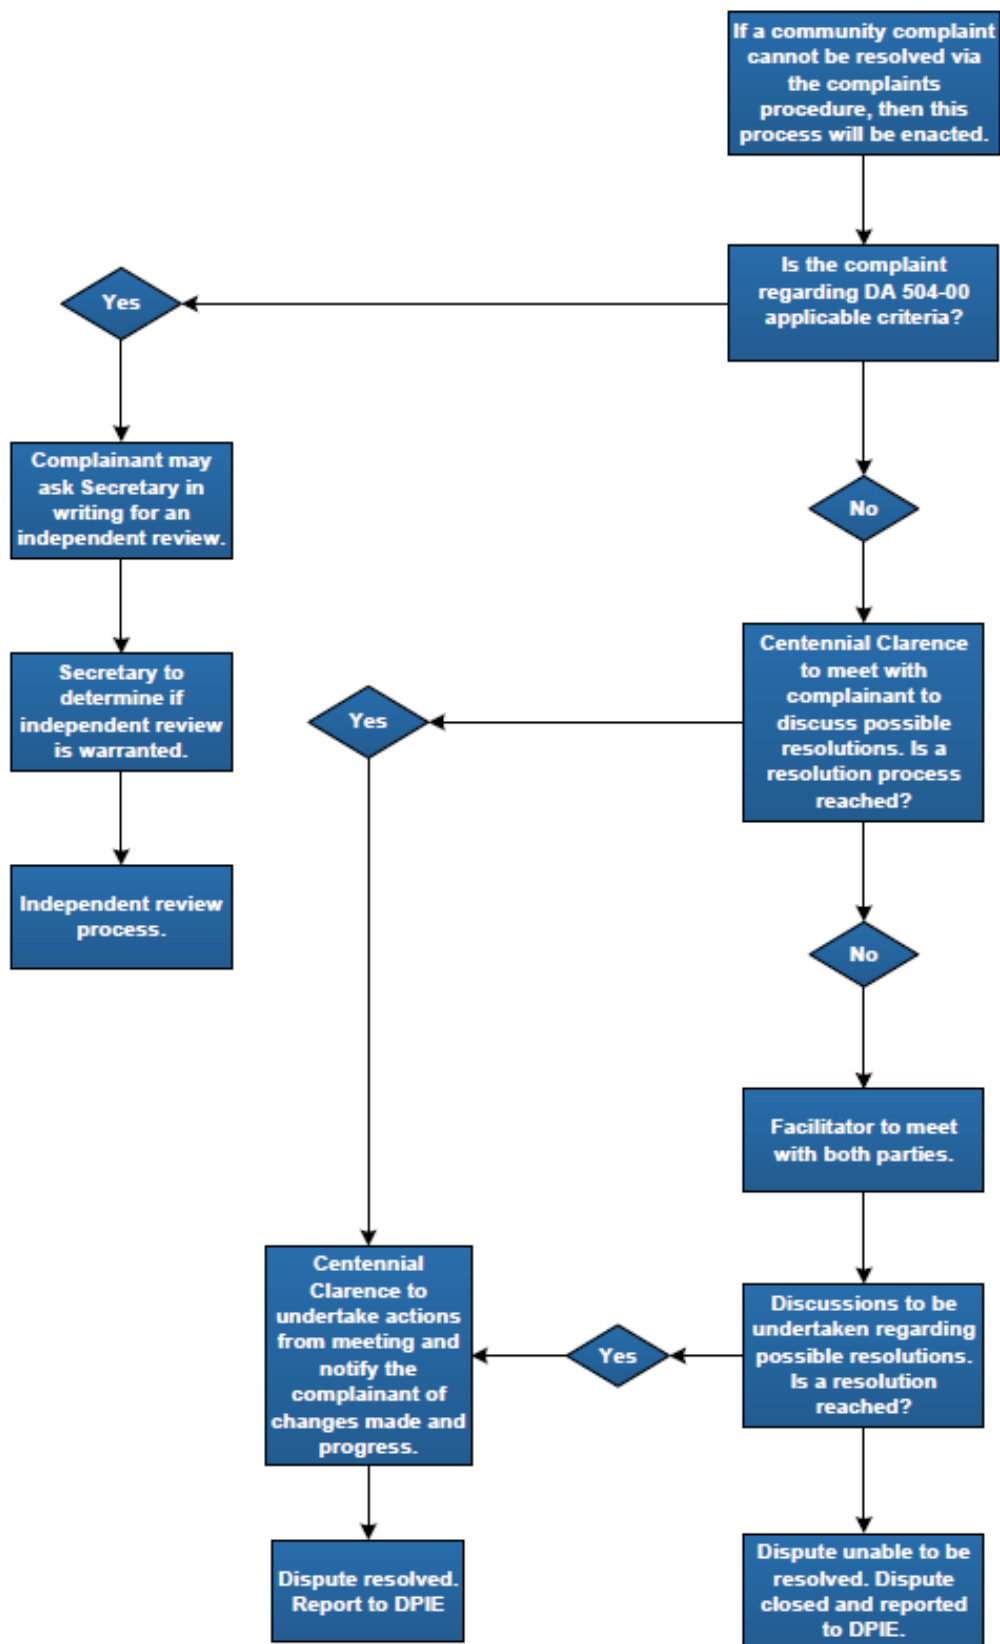 If a community complaint
cannot be resolved via
the complaints
procedure, then this
process will be enacted.
Is the complaint
regarding DA 504-00
applicable criteria?
Yes
No
Complainant may
ask Secretary in
writing for an
independent review.
Secretary to
determine if
independent review
is warranted.
Independent review
process.
Centennial Clarence
to meet with
complainant to
discuss possible
resolutions. Is a
resolution process
reached?
Yes
No
Facilitator to meet
with both parties.
Discussions to be
undertaken regarding
possible resolutions.
Is a resolution
reached?
Yes
Centennial
Clarence to
undertake actions
from meeting and
notify the
complainant of
changes made and
progress.
Dispute resolved.
Report to DPIE
Dispute unable to be
resolved. Dispute
closed and reported
to DPIE.